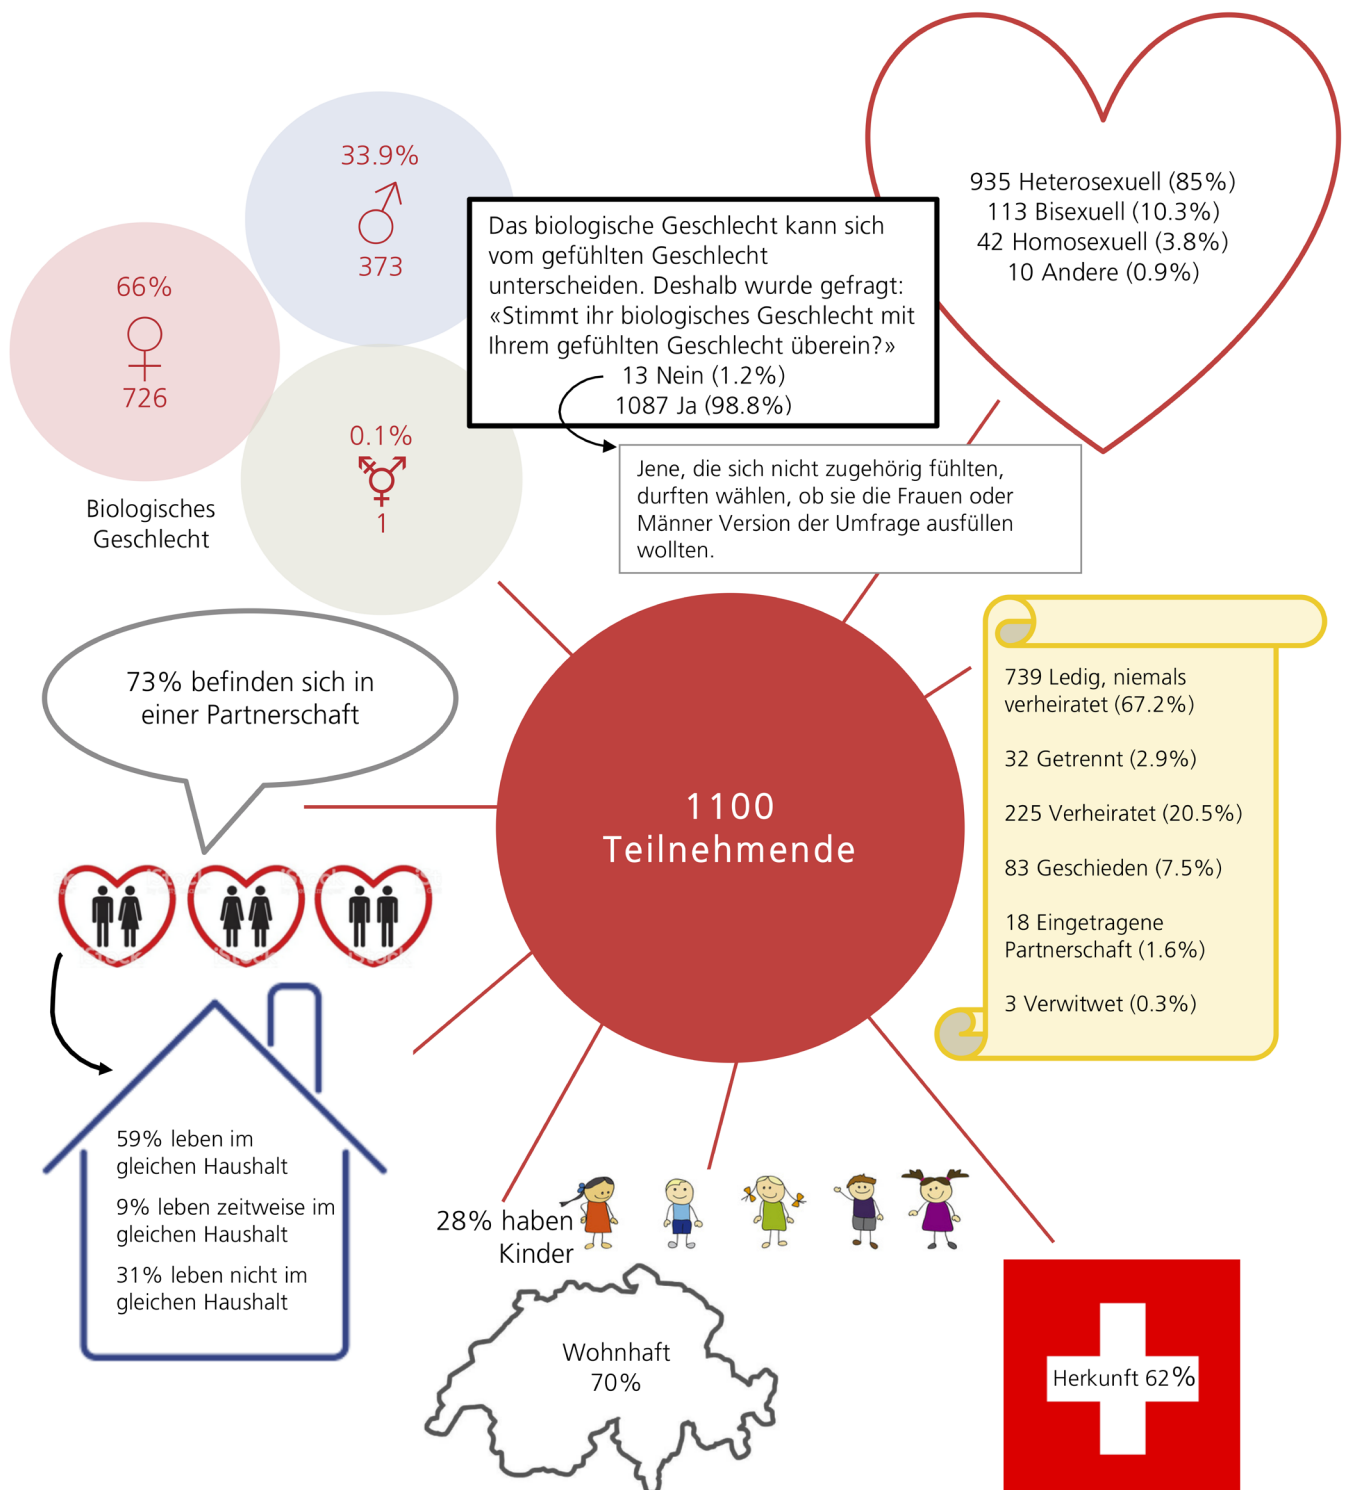 33.9%
373
66%
726
0.1%
1
Biologisches
Geschlecht
Das biologische Geschlecht kann sich
vom gefühlten Geschlecht
unterscheiden. Deshalb wurde gefragt:
«Stimmt ihr biologisches Geschlecht mit
Ihrem gefühlten Geschlecht überein?»
13 Nein (1.2%)
1087 Ja (98.8%)
Jene, die sich nicht zugehörig fühlten,
durften wählen, ob sie die Frauen oder
Männer Version der Umfrage ausfüllen
wollten.
935 Heterosexuell (85%)
113 Bisexuell (10.3%)
42 Homosexuell (3.8%)
10 Andere (0.9%)
73% befinden sich in
einer Partnerschaft
1100
Teilnehmende
739 Ledig, niemals
verheiratet (67.2%)
32 Getrennt (2.9%)
225 Verheiratet (20.5%)
83 Geschieden (7.5%)
18 Eingetragene
Partnerschaft (1.6%)
3 Verwitwet (0.3%)
59% leben im
gleichen Haushalt
9% leben zeitweise im
gleichen Haushalt
31% leben nicht im
gleichen Haushalt
28% haben
Kinder
Wohnhaft
70%
Herkunft 62%